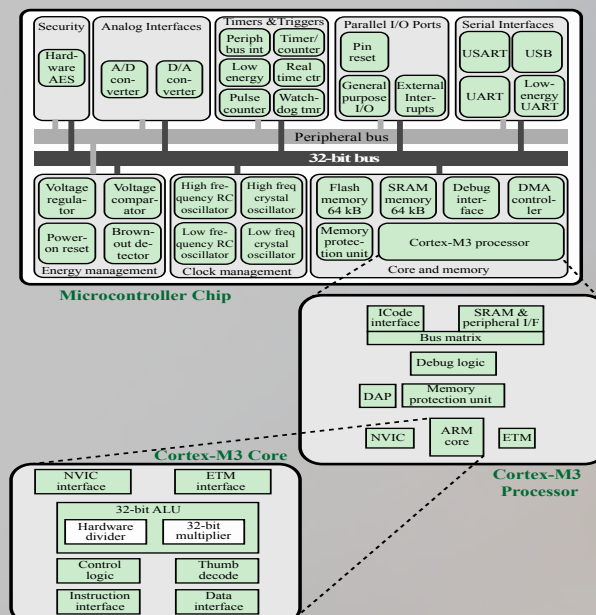 Security
Hard-
ware
AES
Analog Interfaces
A/D
con-
verter
D/A
con-
verter
Timers &Triggers
Periph
bus int
Timer/
counter
Low
energy
Real
time ctr
Pulse
counter
Watch-
dog tmr
Parallel I/O Ports
Pin
reset
General
purpose
I/O
External
Inter-
rupts
Serial Interfaces
USART
USB
UART
Low-
energy
UART
Peripheral bus
32-bit bus
Voltage
regula-
tor
Voltage
compar-
ator
Power-
on reset
Brown-
out de-
tector
Energy management
High fre-
quency RC
oscillator
High freq
crystal
oscillator
Low fre-
quency RC
oscillator
Low freq
crystal
oscillator
Clock management
Flash
memory
64 kB
SRAM
memory
64 kB
Debug
inter-
face
DMA
control-
ler
Memory
protec-
tion unit
Cortex-M3 processor
Core and memory
Microcontroller Chip
ICode
interface
SRAM &
peripheral I/F
Bus matrix
Debug logic
DAP
Memory
protection unit
NVIC
ARM
core
ETM
Cortex-M3
Processor
Cortex-M3 Core
NVIC
interface
ETM
interface
32-bit ALU
Hardware
divider
32-bit
multiplier
Control
logic
Thumb
decode
Instruction
interface
Data
interface